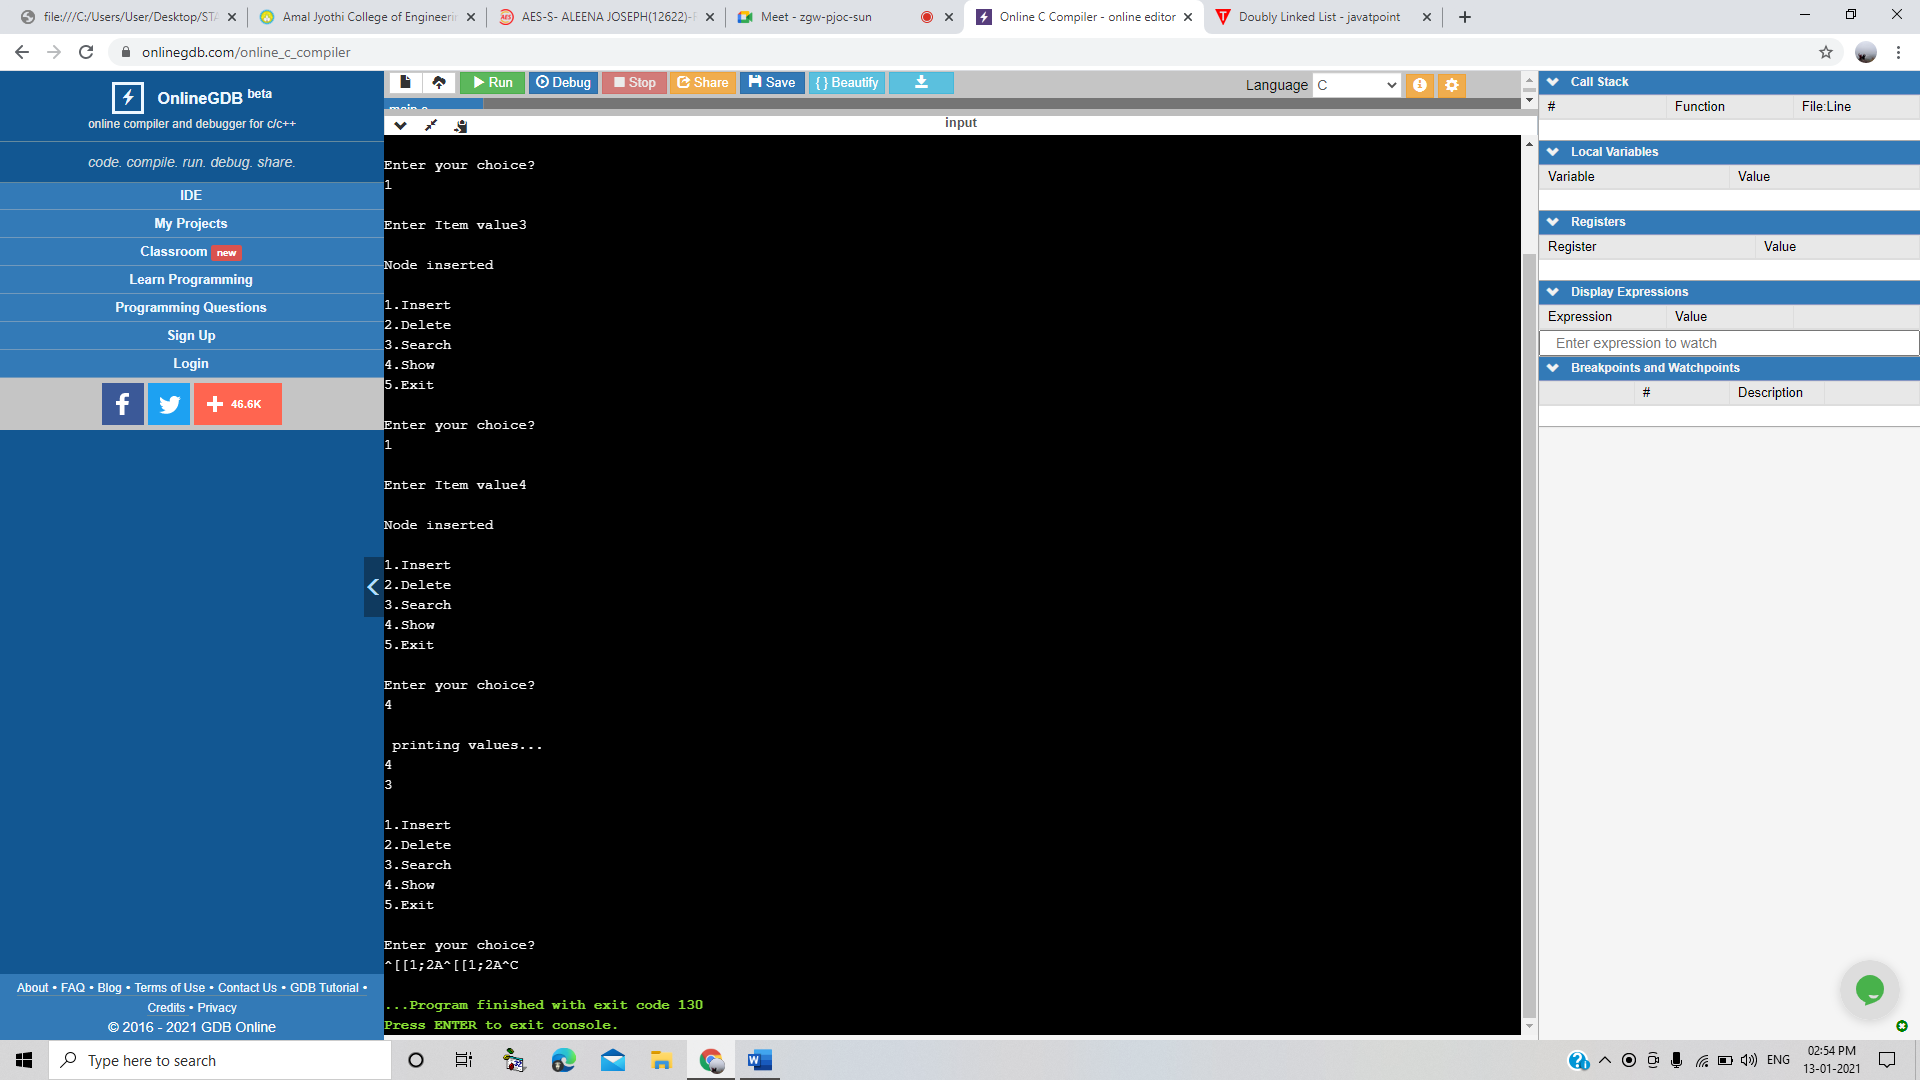 file:///C:/Users/User/Desktop/STA
Amal Jyothi College of Engineerin
AES-S- ALEENA JOSEPH(12622)-
Meet - zgw-pjoc-sun
Online C Compiler - online editor
Doubly Linked List - javatpoint
onlinegdb.com/online_c_compiler
OnlineGDB beta
online compiler and debugger for c/c++
code. compile. run. debug. share.
IDE
My Projects
Classroom new
Learn Programming
Programming Questions
Sign Up
Login
46.6K
About • FAQ • Blog • Terms of Use • Contact Us • GDB Tutorial •
Credits • Privacy
© 2016 - 2021 GDB Online
Run Debug Stop Share Save { } Beautify
Language C
main.c
input
Enter your choice?
1
Enter Item value3
Node inserted
1.Insert
2.Delete
3.Search
4.Show
5.Exit
Enter your choice?
1
Enter Item value4
Node inserted
1.Insert
2.Delete
3.Search
4.Show
5.Exit
Enter your choice?
4
printing values...
4
3
1.Insert
2.Delete
3.Search
4.Show
5.Exit
Enter your choice?
^[[1;2A^[[1;2A^C
...Program finished with exit code 130
Press ENTER to exit console.
Call Stack
# Function File:Line
Local Variables
Variable Value
Registers
Register Value
Display Expressions
Expression Value
Enter expression to watch
Breakpoints and Watchpoints
# Description
Type here to search
ENG
02:54 PM
13-01-2021